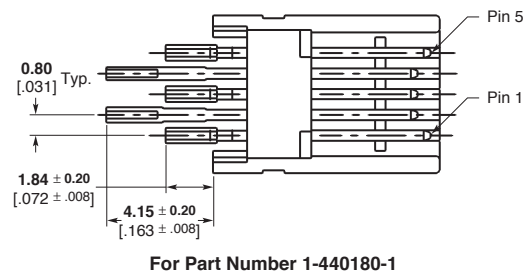 Pin 5
0.80
[.031] Typ.
Pin 1
1.84 ± 0.20
[.072 ± .008]
4.15 ± 0.20
[.163 ± .008]
For Part Number 1-440180-1